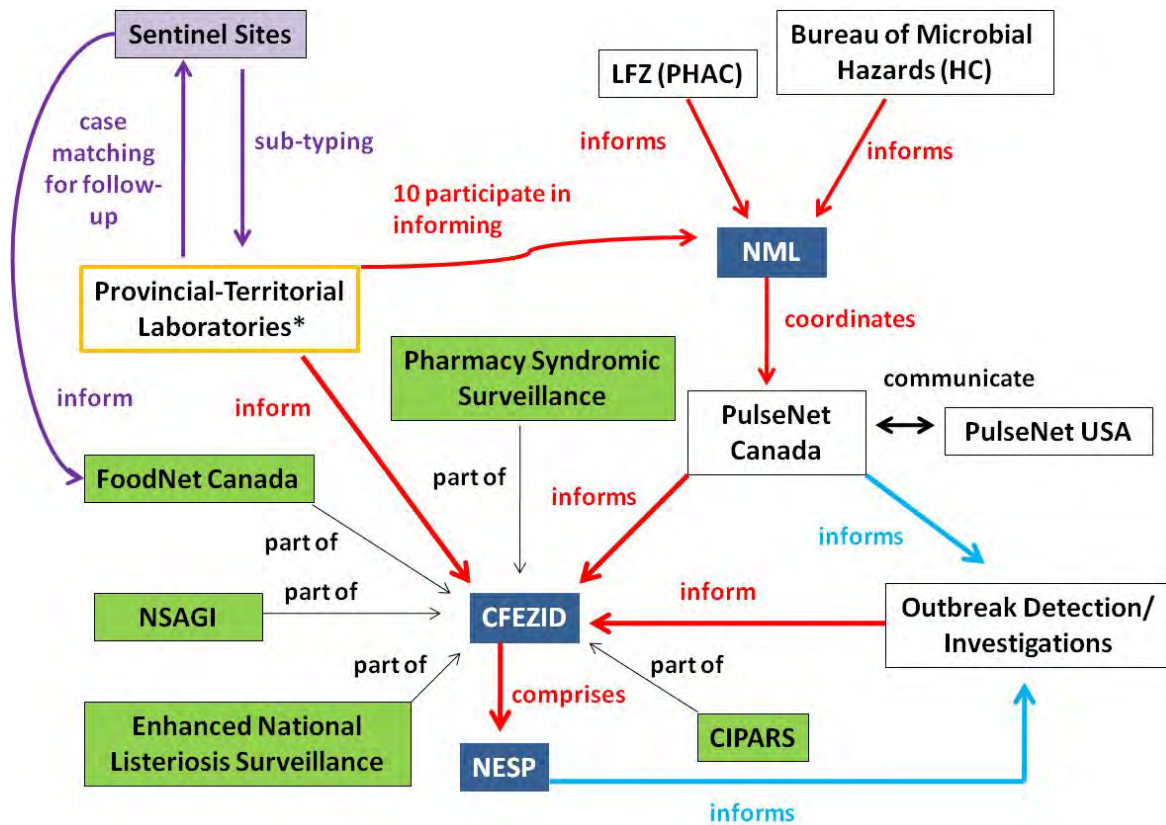 Sentinel Sites
LFZ (PHAC)
Bureau of Microbial
Hazards (HC)
case
matching
for follow-
up
sub-typing
informs
informs
10 participate in
informing
NML
Provincial-Territorial
Laboratories*
coordinates
Pharmacy Syndromic
Surveillance
communicate
inform
inform
PulseNet
Canada
PulseNet USA
FoodNet Canada
part of
informs
informs
part of
NSAGI
part of
CFEZID
inform
Outbreak Detection/
Investigations
part of
part of
comprises
Enhanced National
Listeriosis Surveillance
CIPARS
NESP
informs